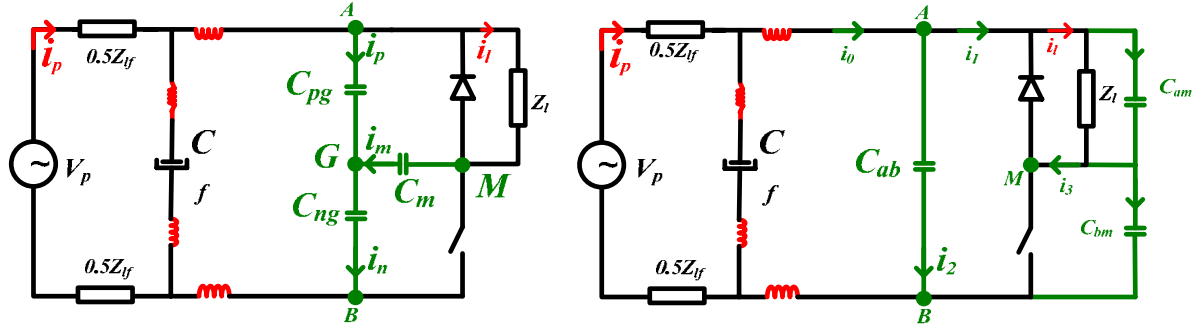 A
i_p
0.5Z_lf
i_p
i_l
C_pg
Z_l
C
i_m
G
V_p
f
C_m
M
C_ng
i_n
0.5Z_lf
B
A
i_p
0.5Z_lf
i_0
i_1
i_l
C_am
Z_l
C
C_ab
V_p
f
M
i_3
C_bm
i_2
0.5Z_lf
B